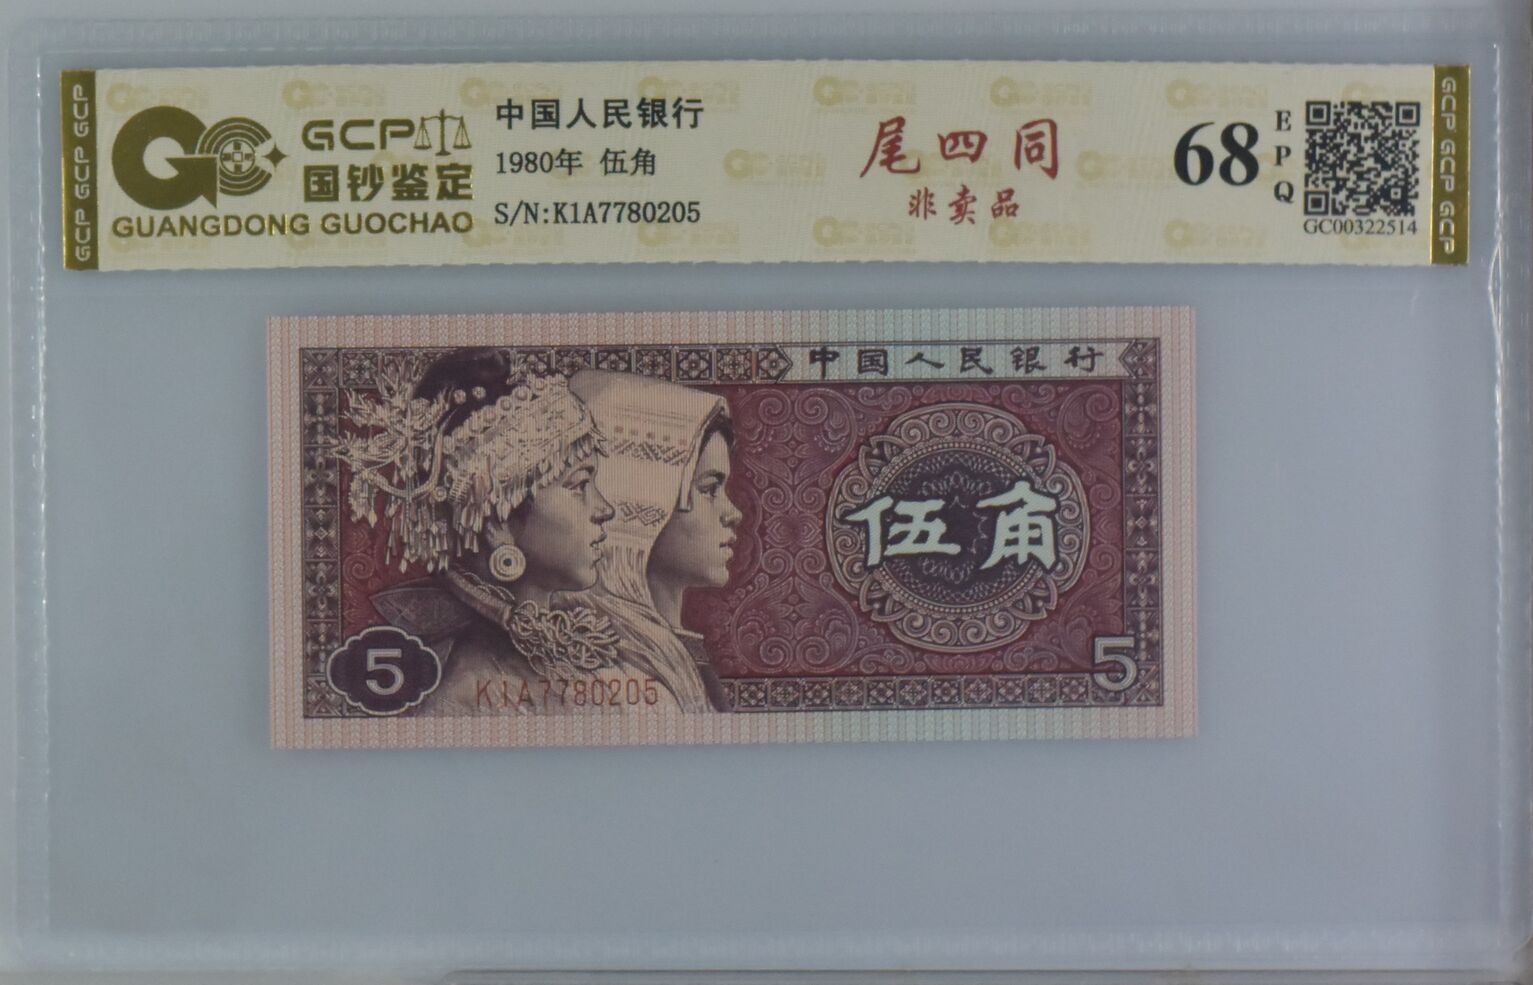 GCP GCP GCP
GCP
国钞鉴定
GUANGDONG GUOCHAO
中国人民银行
1980年 伍角
S/N:K1A7780205
尾四同
非卖品
68
EPQ
GC00322514
GCP GCP GCP
中国人民银行
伍角
5
K1A7780205
5